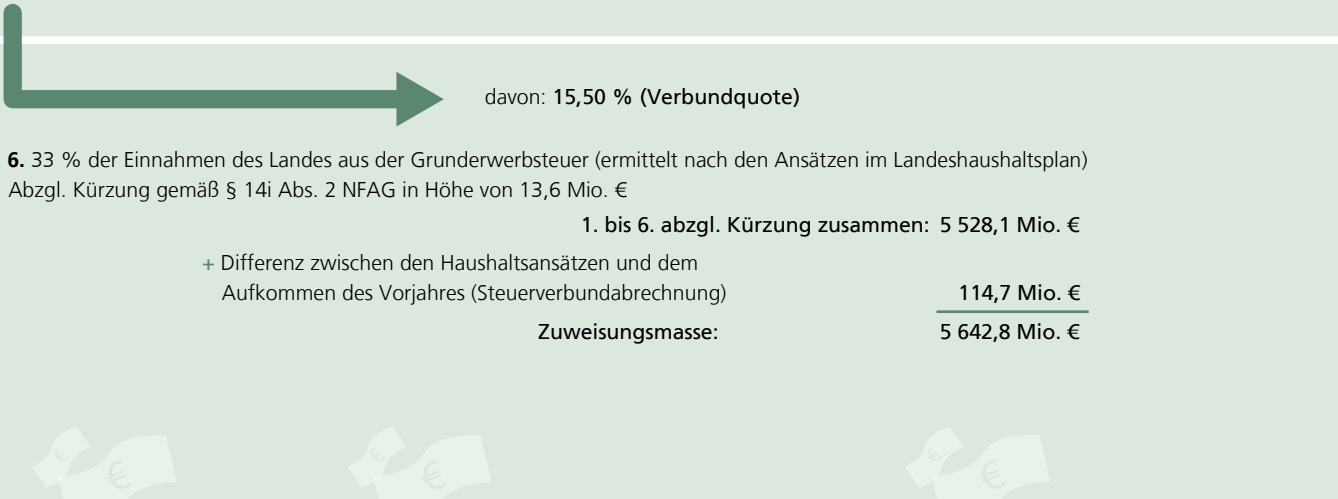 davon: 15,50 % (Verbundquote)
6. 33 % der Einnahmen des Landes aus der Grunderwerbsteuer (ermittelt nach den Ansätzen im Landeshaushaltsplan)
Abzgl. Kürzung gemäß § 14i Abs. 2 NFAG in Höhe von 13,6 Mio. €
1. bis 6. abzgl. Kürzung zusammen: 5 528,1 Mio. €
+ Differenz zwischen den Haushaltsansätzen und dem
Aufkommen des Vorjahres (Steuerverbundabrechnung) 114,7 Mio. €
Zuweisungsmasse: 5 642,8 Mio. €
€ € € € € €